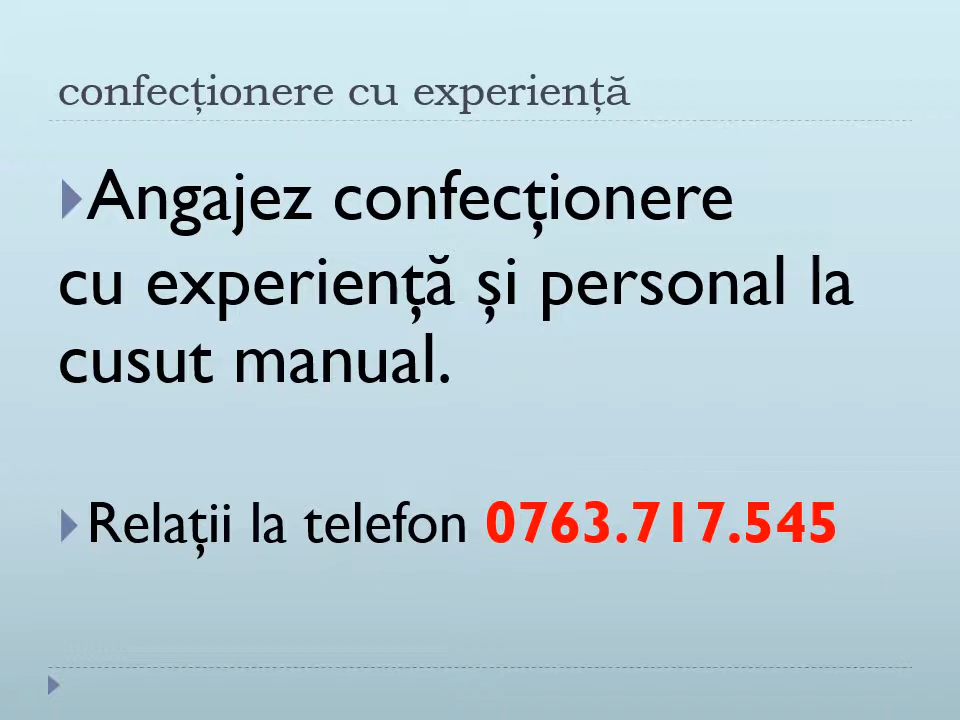 confecționere cu experiență
Angajez confecționere
cu experiență și personal la
cusut manual.
Relații la telefon 0763.717.545